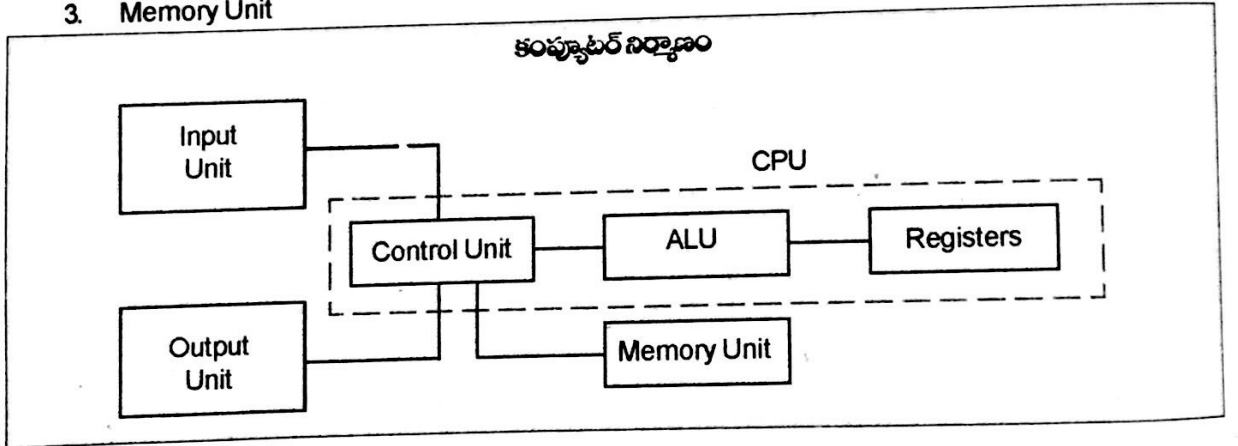 3. Memory Unit
కంప్యూటర్ నిర్మాణం
Input
Unit
CPU
Control Unit
ALU
Registers
Output
Unit
Memory Unit